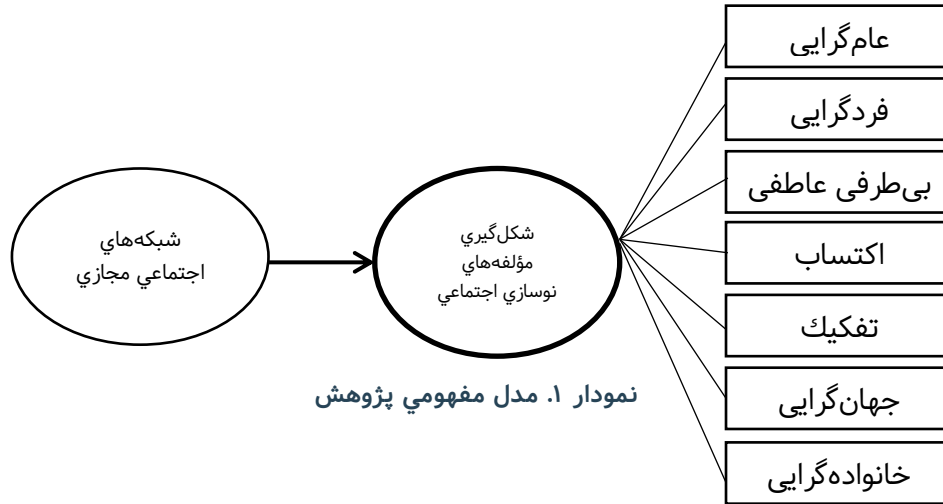 عام‌گرایی
فردگرایی
بی‌طرفی عاطفی
اکتساب
تفكيك
جهان‌گرایی
خانواده‌گرایی
شکل‌گيري
مؤلفه‌هاي
نوسازي اجتماعي
شبکه‌هاي
اجتماعي مجازي
نمودار ۱. مدل مفهومي پژوهش